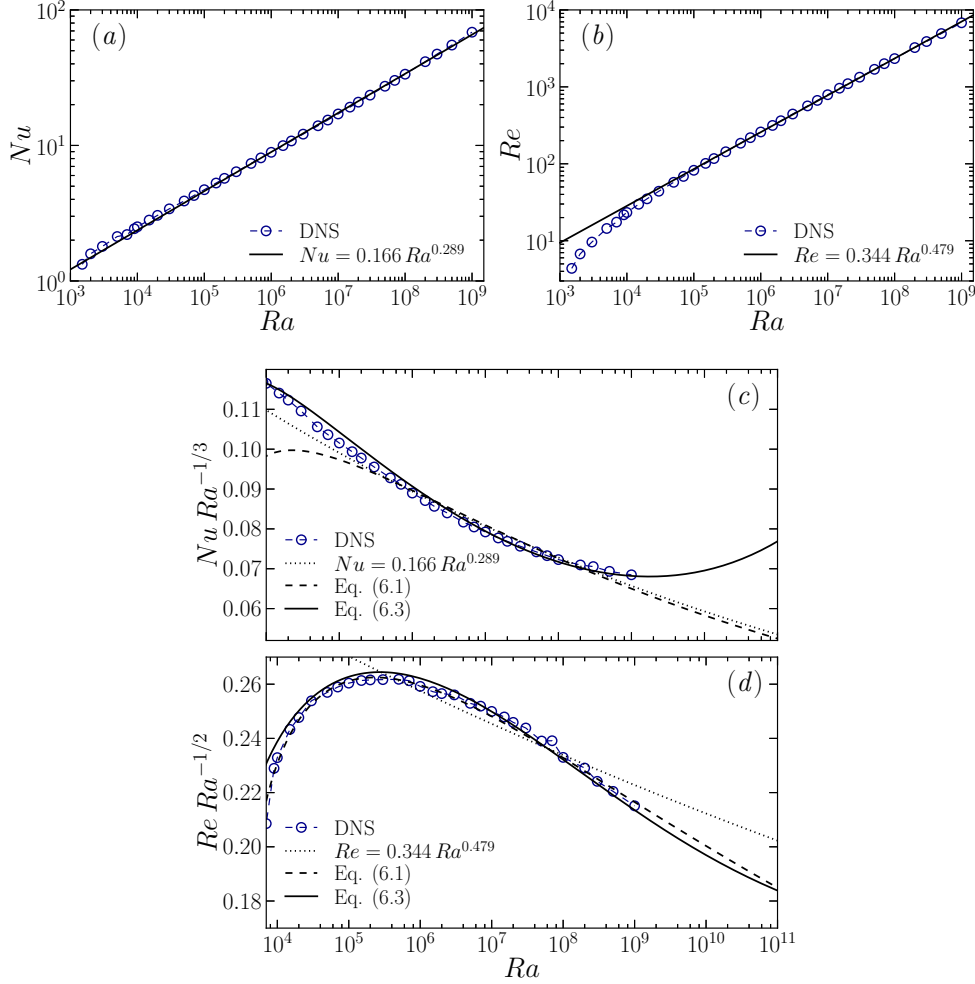 (a)
10^2
10^1
10^0
Nu
DNS
Nu = 0.166 Ra^{0.289}
10^3 10^4 10^5 10^6 10^7 10^8 10^9
Ra
(b)
10^4
10^3
10^2
10^1
Re
DNS
Re = 0.344 Ra^{0.479}
10^3 10^4 10^5 10^6 10^7 10^8 10^9
Ra
(c)
0.11
0.10
0.09
0.08
0.07
0.06
Nu Ra^{-1/3}
DNS
Nu = 0.166 Ra^{0.289}
Eq. (6.1)
Eq. (6.3)
(d)
0.26
0.24
0.22
0.20
0.18
Re Ra^{-1/2}
DNS
Re = 0.344 Ra^{0.479}
Eq. (6.1)
Eq. (6.3)
10^4 10^5 10^6 10^7 10^8 10^9 10^{10} 10^{11}
Ra